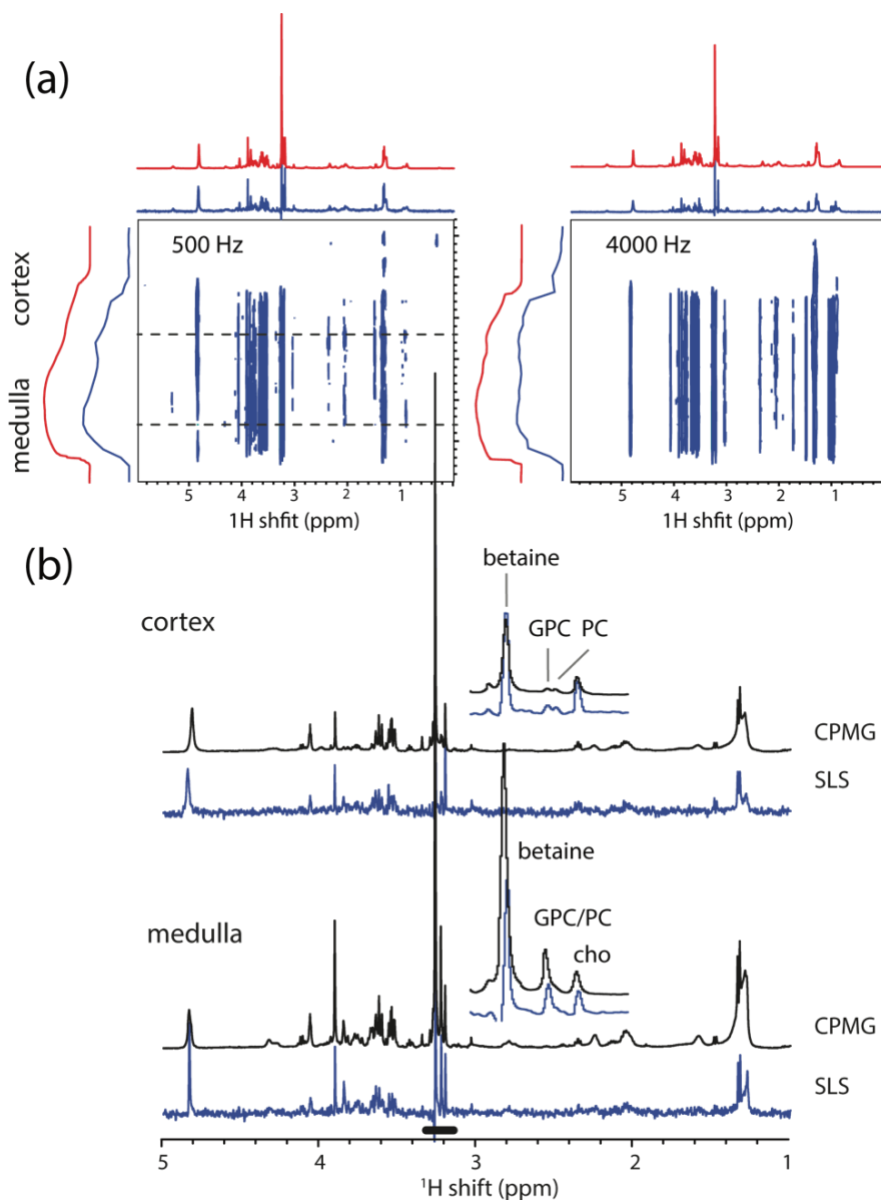 (a)
500 Hz
4000 Hz
cortex
medulla
5 4 3 2 1
5 4 3 2 1
1H shfit (ppm)
1H shfit (ppm)
(b)
betaine
cortex
GPC PC
CPMG
SLS
betaine
medulla
GPC/PC
cho
CPMG
SLS
5 4 3 2 1
¹H shift (ppm)